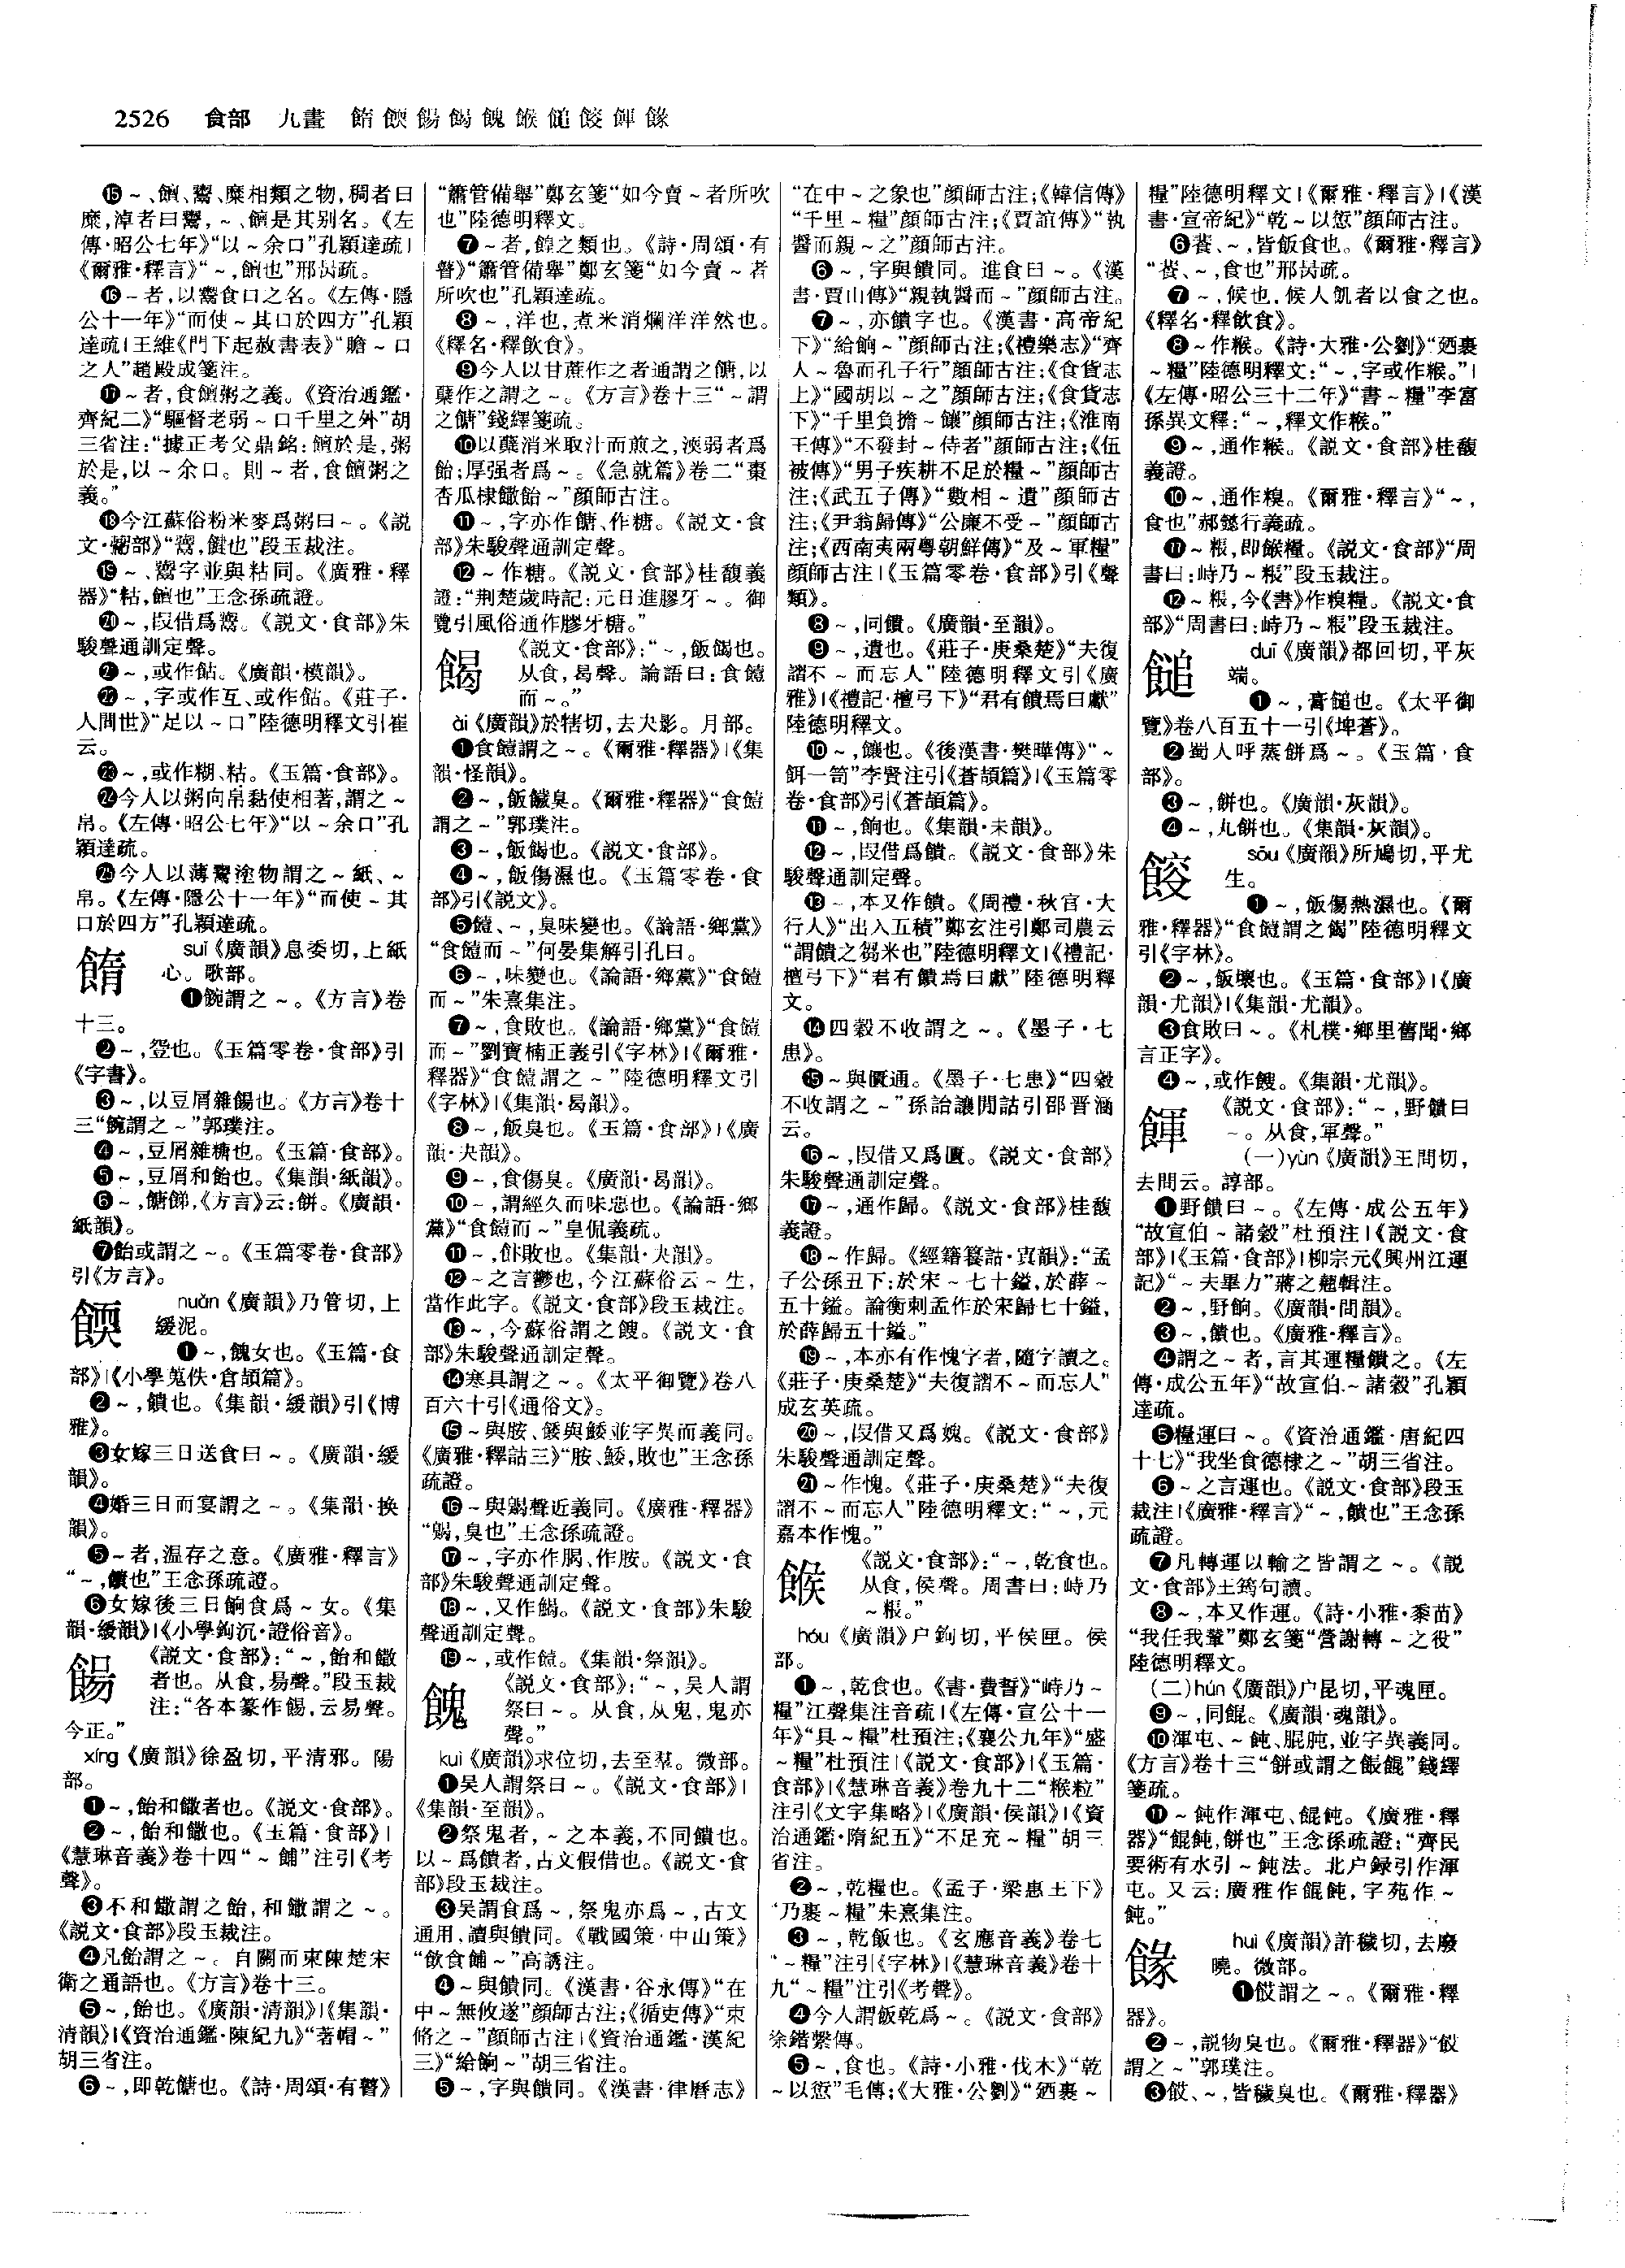 2526 食部 九畫 䭉餪餳餲餽餱䭔餿餫餯
⓯～、饘、鬻、糜相類之物,稠者曰
糜,淖者曰鬻,～、饘是其别名。《左
傳·昭公七年》“以～余口”孔穎達疏|
《爾雅·釋言》“～,饘也”邢昺疏。
⓰～者,以鬻食口之名。《左傳·隱
公十一年》“而使～其口於四方”孔穎
達疏|王維《門下起赦書表》“贍～口
之人”趙殿成箋注。
⓱～者,食饘粥之義。《資治通鑑·
齊紀二》“驅督老弱～口千里之外”胡
三省注:“據正考父鼎銘:饘於是,粥
於是,以～余口。則～者,食饘粥之
義。”
⓲今江蘇俗粉米麥爲粥曰～。《説
文·䰜部》“鬻,䭈也”段玉裁注。
⓳～、鬻字並與粘同。《廣雅·釋
器》“粘,饘也”王念孫疏證。
⓴～,叚借爲鬻。《説文·食部》朱
駿聲通訓定聲。
㉑～,或作䬴。《廣韻·模韻》。
㉒～,字或作互、或作䬴。《莊子·
人間世》“足以～口”陸德明釋文引崔
云。
㉓～,或作糊、粘。《玉篇·食部》。
㉔今人以粥向帛黏使相著,謂之～
帛。《左傳·昭公七年》“以～余口”孔
穎達疏。
㉕今人以薄鬻塗物謂之～紙、～
帛。《左傳·隱公十一年》“而使～其
口於四方”孔穎達疏。
䭉 suǐ《廣韻》息委切,上紙
心。歌部。
❶䬼謂之～。《方言》卷
十三。
❷～,䬧也。《玉篇零卷·食部》引
《字書》。
❸～,以豆屑雜餳也。《方言》卷十
三“䬼謂之～”郭璞注。
❹～,豆屑雜糖也。《玉篇·食部》。
❺～,豆屑和飴也。《集韻·紙韻》。
❻～,餹䬾,《方言》云:餅。《廣韻·
紙韻》。
❼飴或謂之～。《玉篇零卷·食部》
引《方言》。
餪 nuǎn《廣韻》乃管切,上
緩泥。
❶～,餽女也。《玉篇·食
部》|《小學蒐佚·倉頡篇》。
❷～,饋也。《集韻·緩韻》引《博
雅》。
❸女嫁三日送食曰～。《廣韻·緩
韻》。
❹婚三日而宴謂之～。《集韻·换
韻》。
❺～者,温存之意。《廣雅·釋言》
“～,饋也”王念孫疏證。
❻女嫁後三日餉食爲～女。《集
韻·緩韻》|《小學鉤沉·證俗音》。
餳 《説文·食部》:“～,飴和饊
者也。从食,昜聲。”段玉裁
注:“各本篆作餳,云易聲。
今正。”
xíng《廣韻》徐盈切,平清邪。陽
部。
❶～,飴和饊者也。《説文·食部》。
❷～,飴和饊也。《玉篇·食部》|
《慧琳音義》卷十四“～餔”注引《考
聲》。
❸不和饊謂之飴,和饊謂之～。
《説文·食部》段玉裁注。
❹凡飴謂之～。自關而東陳楚宋
衛之通語也。《方言》卷十三。
❺～,飴也。《廣韻·清韻》|《集韻·
清韻》|《資治通鑑·陳紀九》“著帽～”
胡三省注。
❻～,即乾餹也。《詩·周頌·有瞽》
“簫管備舉”鄭玄箋“如今賣～者所吹
也”陸德明釋文。
❼～者,餹之類也。《詩·周頌·有
瞽》“簫管備舉”鄭玄箋“如今賣～者
所吹也”孔穎達疏。
❽～,洋也,煮米消爛洋洋然也。
《釋名·釋飲食》。
❾今人以甘蔗作之者通謂之餹,以
蘖作之謂之～。《方言》卷十三“～謂
之餹”錢繹箋疏。
❿以糵消米取汁而煎之,渜弱者爲
飴;厚强者爲～。《急就篇》卷二“棗
杏瓜棣饊飴～”顔師古注。
⓫～,字亦作餹、作糖。《説文·食
部》朱駿聲通訓定聲。
⓬～作糖。《説文·食部》桂馥義
證:“荆楚歲時記:元日進膠牙～。御
覽引風俗通作膠牙糖。”
餲 《説文·食部》:“～,飯餲也。
从食,曷聲。論語曰:食饐
而～。”
ài《廣韻》於犗切,去夬影。月部。
❶食饐謂之～。《爾雅·釋器》|《集
韻·怪韻》。
❷～,飯饖臭。《爾雅·釋器》“食饐
謂之～”郭璞注。
❸～,飯餲也。《説文·食部》。
❹～,飯傷濕也。《玉篇零卷·食
部》引《説文》。
❺饐、～,臭味變也。《論語·鄉黨》
“食饐而～”何晏集解引孔曰。
❻～,味變也。《論語·鄉黨》“食饐
而～”朱熹集注。
❼～,食敗也。《論語·鄉黨》“食饐
而～”劉寶楠正義引《字林》|《爾雅·
釋器》“食饐謂之～”陸德明釋文引
《字林》|《集韻·曷韻》。
❽～,飯臭也。《玉篇·食部》|《廣
韻·夬韻》。
❾～,食傷臭。《廣韻·曷韻》。
❿～,謂經久而味惡也。《論語·鄉
黨》“食饐而～”皇侃義疏。
⓫～,飰敗也。《集韻·夬韻》。
⓬～之言鬱也,今江蘇俗云～生,
當作此字。《説文·食部》段玉裁注。
⓭～,今蘇俗謂之餿。《説文·食
部》朱駿聲通訓定聲。
⓮寒具謂之～。《太平御覽》卷八
百六十引《通俗文》。
⓯～與胺、餧與鯘並字異而義同。
《廣雅·釋詁三》“胺、鯘,敗也”王念孫
疏證。
⓰～與䬉聲近義同。《廣雅·釋器》
“䬉,臭也”王念孫疏證。
⓱～,字亦作䐦、作胺。《説文·食
部》朱駿聲通訓定聲。
⓲～,又作䭇。《説文·食部》朱駿
聲通訓定聲。
⓳～,或作䭆。《集韻·祭韻》。
餽 《説文·食部》:“～,吴人謂
祭曰～。从食,从鬼,鬼亦
聲。”
kuì《廣韻》求位切,去至羣。微部。
❶吴人謂祭曰～。《説文·食部》|
《集韻·至韻》。
❷祭鬼者,～之本義,不同饋也。
以～爲饋者,古文假借也。《説文·食
部》段玉裁注。
❸吴謂食爲～,祭鬼亦爲～,古文
通用,讀與饋同。《戰國策·中山策》
“飲食餔～”高誘注。
❹～與饋同。《漢書·谷永傳》“在
中～無攸遂”顔師古注;《循吏傳》“束
脩之～”顔師古注|《資治通鑑·漢紀
三》“給餉～”胡三省注。
❺～,字與饋同。《漢書·律曆志》
“在中～之象也”顔師古注;《韓信傳》
“千里～糧”顔師古注;《賈誼傳》“執
醬而親～之”顔師古注。
❻～,字與饋同。進食曰～。《漢
書·賈山傳》“親執醬而～”顔師古注。
❼～,亦饋字也。《漢書·高帝紀
下》“給餉～”顔師古注;《禮樂志》“齊
人～魯而孔子行”顔師古注;《食貨志
上》“國胡以～之”顔師古注;《食貨志
下》“千里負擔～饟”顔師古注;《淮南
王傳》“不發封～侍者”顔師古注;《伍
被傳》“男子疾耕不足於糧～”顔師古
注;《武五子傳》“數相～遺”顔師古
注;《尹翁歸傳》“公廉不受～”顔師古
注;《西南夷兩粤朝鮮傳》“及～軍糧”
顔師古注|《玉篇零卷·食部》引《聲
類》。
❽～,同饋。《廣韻·至韻》。
❾～,遺也。《莊子·庚桑楚》“夫復
謵不～而忘人”陸德明釋文引《廣
雅》|《禮記·檀弓下》“君有饋焉曰獻”
陸德明釋文。
❿～,饟也。《後漢書·樊曄傳》“～
餌一笥”李賢注引《蒼頡篇》|《玉篇零
卷·食部》引《蒼頡篇》。
⓫～,餉也。《集韻·未韻》。
⓬～,叚借爲饋。《説文·食部》朱
駿聲通訓定聲。
⓭～,本又作饋。《周禮·秋官·大
行人》“出入五積”鄭玄注引鄭司農云
“謂饋之芻米也”陸德明釋文|《禮記·
檀弓下》“君有饋焉曰獻”陸德明釋
文。
⓮四穀不收謂之～。《墨子·七
患》。
⓯～與匱通。《墨子·七患》“四穀
不收謂之～”孫詒讓閒詁引邵晋涵
云。
⓰～,叚借又爲匱。《説文·食部》
朱駿聲通訓定聲。
⓱～,通作歸。《説文·食部》桂馥
義證。
⓲～作歸。《經籍籑詁·寘韻》:“孟
子公孫丑下:於宋～七十鎰,於薛～
五十鎰。論衡刺孟作於宋歸七十鎰,
於薛歸五十鎰。”
⓳～,本亦有作愧字者,隨字讀之。
《莊子·庚桑楚》“夫復謵不～而忘人”
成玄英疏。
⓴～,叚借又爲媿。《説文·食部》
朱駿聲通訓定聲。
㉑～作愧。《莊子·庚桑楚》“夫復
謵不～而忘人”陸德明釋文:“～,元
嘉本作愧。”
餱 《説文·食部》:“～,乾食也。
从食,侯聲。周書曰:峙乃
～粻。”
hóu《廣韻》户鉤切,平侯匣。侯
部。
❶～,乾食也。《書·費誓》“峙乃～
糧”江聲集注音疏|《左傳·宣公十一
年》“具～糧”杜預注;《襄公九年》“盛
～糧”杜預注|《説文·食部》|《玉篇·
食部》|《慧琳音義》卷九十二“糇粒”
注引《文字集略》|《廣韻·侯韻》|《資
治通鑑·隋紀五》“不足充～糧”胡三
省注。
❷～,乾糧也。《孟子·梁惠王下》
“乃裹～糧”朱熹集注。
❸～,乾飯也。《玄應音義》卷七
“～糧”注引《字林》|《慧琳音義》卷十
九“～糧”注引《考聲》。
❹今人謂飯乾爲～。《説文·食部》
徐鍇繫傳。
❺～,食也。《詩·小雅·伐木》“乾
～以愆”毛傳;《大雅·公劉》“廼裹～
糧”陸德明釋文|《爾雅·釋言》|《漢
書·宣帝紀》“乾～以愆”顔師古注。
❻餥、～,皆飯食也。《爾雅·釋言》
“餥、～,食也”邢昺疏。
❼～,候也,候人飢者以食之也。
《釋名·釋飲食》。
❽～作糇。《詩·大雅·公劉》“廼裹
～糧”陸德明釋文:“～,字或作糇。”|
《左傳·昭公三十二年》“書～糧”李富
孫異文釋:“～,釋文作糇。”
❾～,通作糇。《説文·食部》桂馥
義證。
❿～,通作糗。《爾雅·釋言》“～,
食也”郝懿行義疏。
⓫～粻,即餱糧。《説文·食部》“周
書曰:峙乃～粻”段玉裁注。
⓬～粻,今《書》作糗糧。《説文·食
部》“周書曰:峙乃～粻”段玉裁注。
䭔 duī《廣韻》都回切,平灰
端。
❶～,膏䭔也。《太平御
覽》卷八百五十一引《埤蒼》。
❷蜀人呼蒸餅爲～。《玉篇·食
部》。
❸～,餅也。《廣韻·灰韻》。
❹～,丸餅也。《集韻·灰韻》。
餿 sōu《廣韻》所鳩切,平尤
生。
❶～,飯傷熱濕也。《爾
雅·釋器》“食饐謂之餲”陸德明釋文
引《字林》。
❷～,飯壞也。《玉篇·食部》|《廣
韻·尤韻》|《集韻·尤韻》。
❸食敗曰～。《札樸·鄉里舊聞·鄉
言正字》。
❹～,或作餿。《集韻·尤韻》。
餫 《説文·食部》:“～,野饋曰
～。从食,軍聲。”
(一)yùn《廣韻》王問切,
去問云。諄部。
❶野饋曰～。《左傳·成公五年》
“故宣伯～諸穀”杜預注|《説文·食
部》|《玉篇·食部》|柳宗元《興州江運
記》“～夫畢力”蔣之翹輯注。
❷～,野餉。《廣韻·問韻》。
❸～,饋也。《廣雅·釋言》。
❹謂之～者,言其運糧饋之。《左
傳·成公五年》“故宣伯～諸穀”孔穎
達疏。
❺糧運曰～。《資治通鑑·唐紀四
十七》“我坐食德棣之～”胡三省注。
❻～之言運也。《説文·食部》段玉
裁注|《廣雅·釋言》“～,饋也”王念孫
疏證。
❼凡轉運以輸之皆謂之～。《説
文·食部》王筠句讀。
❽～,本又作運。《詩·小雅·黍苗》
“我任我輦”鄭玄箋“營謝轉～之役”
陸德明釋文。
(二)hún《廣韻》户昆切,平魂匣。
❾～,同餛。《廣韻·魂韻》。
❿渾屯、～飩、䐊肫,並字異義同。
《方言》卷十三“餅或謂之䬳餛”錢繹
箋疏。
⓫～飩作渾屯、餛飩。《廣雅·釋
器》“餛飩,餅也”王念孫疏證:“齊民
要術有水引～飩法。北户録引作渾
屯。又云:廣雅作餛飩,字苑作～
飩。”
餯 huì《廣韻》許穢切,去廢
曉。微部。
❶餀謂之～。《爾雅·釋
器》。
❷～,説物臭也。《爾雅·釋器》“餀
謂之～”郭璞注。
❸餀、～,皆穢臭也。《爾雅·釋器》